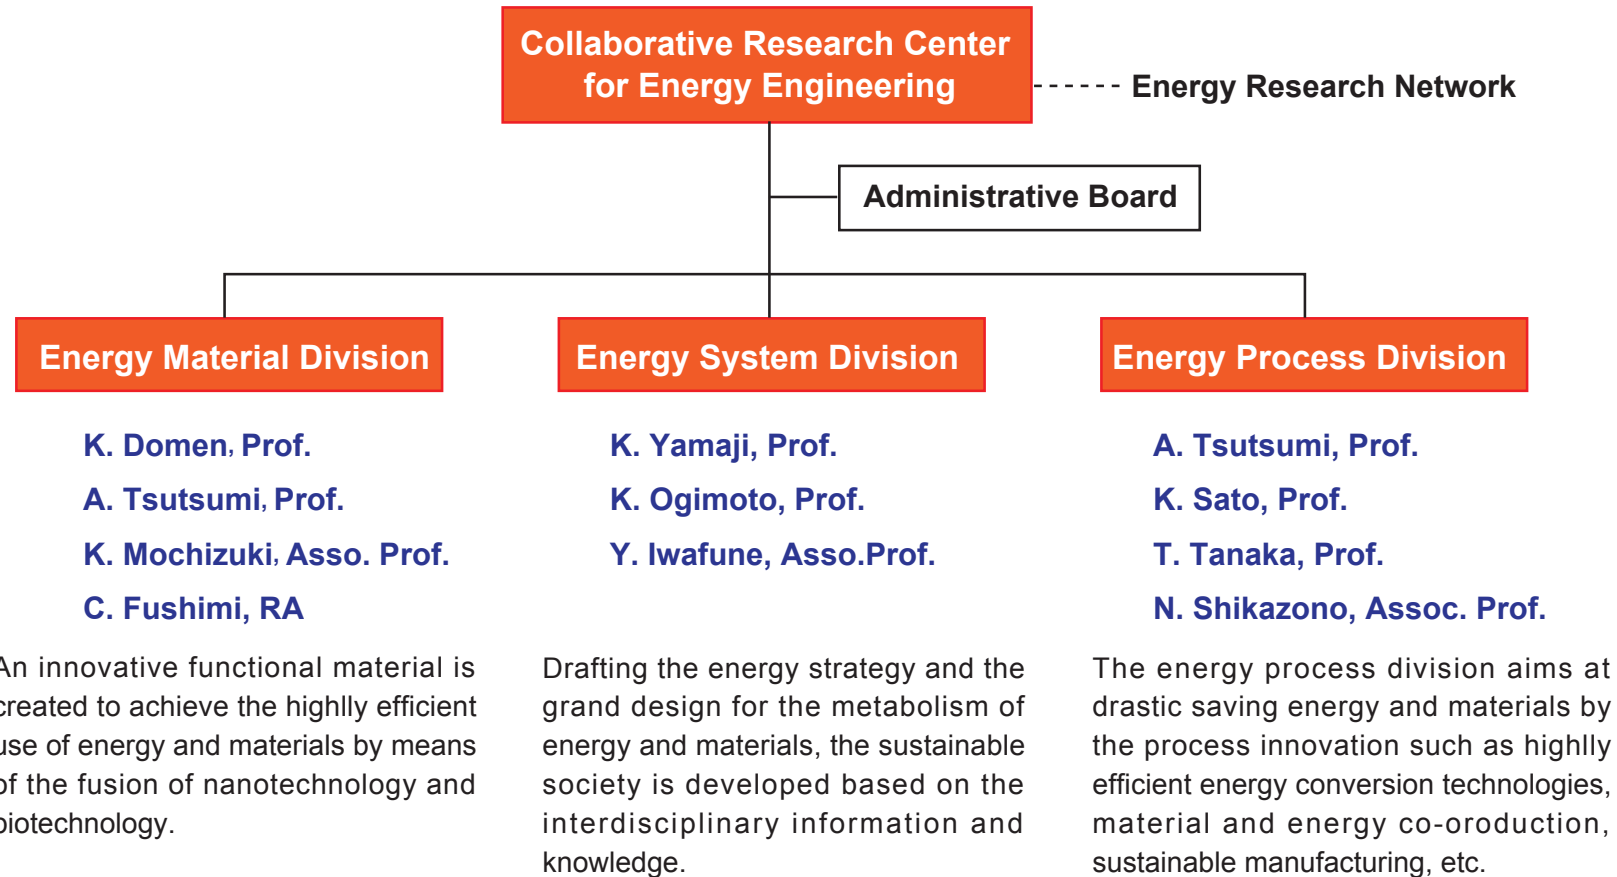 Collaborative Research Center
for Energy Engineering
Energy Research Network
Administrative Board
Energy Material Division
K. Domen, Prof.
A. Tsutsumi, Prof.
K. Mochizuki, Asso. Prof.
C. Fushimi, RA
An innovative functional material is
created to achieve the highlly efficient
use of energy and materials by means
of the fusion of nanotechnology and
biotechnology.
Energy System Division
K. Yamaji, Prof.
K. Ogimoto, Prof.
Y. Iwafune, Asso.Prof.
Drafting the energy strategy and the
grand design for the metabolism of
energy and materials, the sustainable
society is developed based on the
interdisciplinary information and
knowledge.
Energy Process Division
A. Tsutsumi, Prof.
K. Sato, Prof.
T. Tanaka, Prof.
N. Shikazono, Assoc. Prof.
The energy process division aims at
drastic saving energy and materials by
the process innovation such as highlly
efficient energy conversion technologies,
material and energy co-oroduction,
sustainable manufacturing, etc.